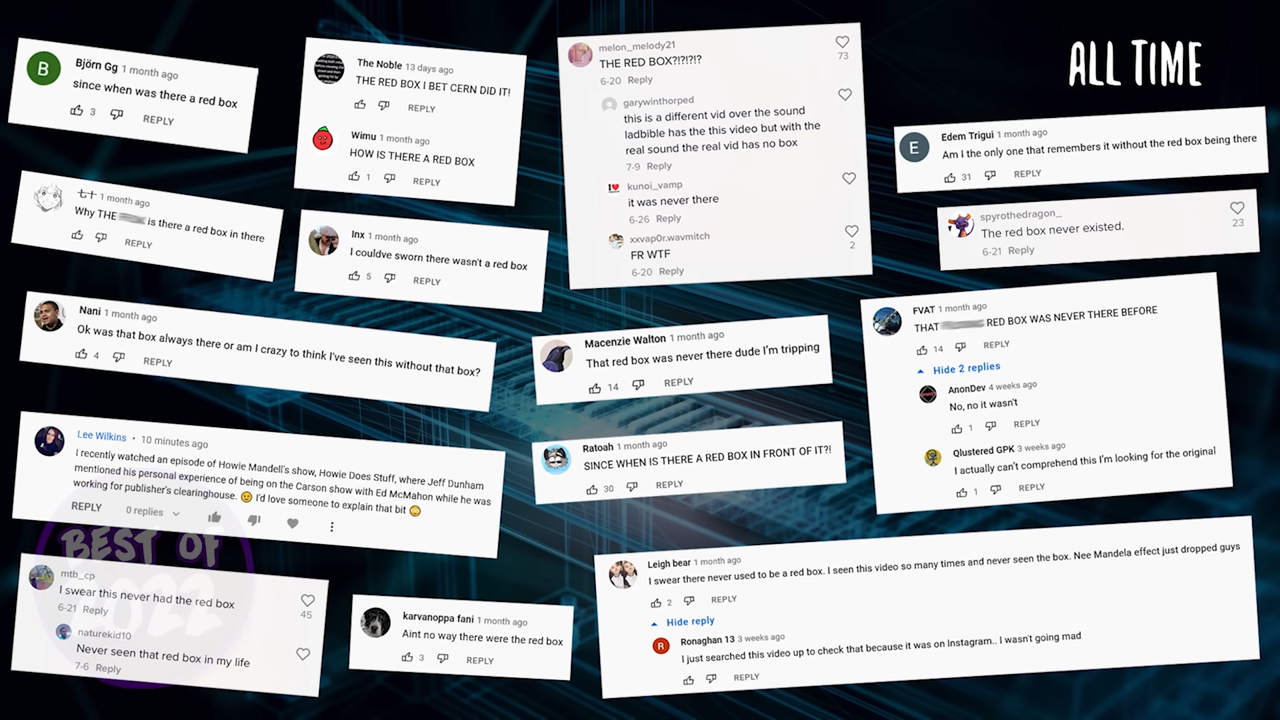 ALL TIME
Björn Gg 1 month ago
since when was there a red box
3 REPLY
七十 1 month ago
Why THE is there a red box in there
REPLY
The Noble 13 days ago
THE RED BOX I BET CERN DID IT!
REPLY
Wimu 1 month ago
HOW IS THERE A RED BOX
1 REPLY
Inx 1 month ago
I couldve sworn there wasn't a red box
5 REPLY
melon_melody21
THE RED BOX?!?!?!?
73
6-20 Reply
garywinthorped
this is a different vid over the sound
ladbible has the this video but with the
real sound the real vid has no box
7-9 Reply
kunoi_vamp
it was never there
6-26 Reply
xxvap0r.wavmitch
FR WTF
2
6-20 Reply
E
Edem Trigui 1 month ago
Am I the only one that remembers it without the red box being there
31 REPLY
spyrothedragon_
The red box never existed.
23
6-21 Reply
Nani 1 month ago
Ok was that box always there or am I crazy to think I've seen this without that box?
4 REPLY
Macenzie Walton 1 month ago
That red box was never there dude I'm tripping
14 REPLY
FVAT 1 month ago
THAT RED BOX WAS NEVER THERE BEFORE
14 REPLY
Hide 2 replies
AnonDev 4 weeks ago
No, no it wasn't
1 REPLY
Qlustered GPK 3 weeks ago
I actually can't comprehend this I'm looking for the original
1 REPLY
Lee Wilkins • 10 minutes ago
I recently watched an episode of Howie Mandell's show, Howie Does Stuff, where Jeff Dunham
mentioned his personal experience of being on the Carson show with Ed McMahon while he was
working for publisher's clearinghouse. 😉 I'd love someone to explain that bit 😳
REPLY 0 replies
Ratoah 1 month ago
SINCE WHEN IS THERE A RED BOX IN FRONT OF IT?!
30 REPLY
BEST OF
2022
mtb_cp
I swear this never had the red box
45
6-21 Reply
naturekid10
Never seen that red box in my life
7-6 Reply
karvanoppa fani 1 month ago
Aint no way there were the red box
3 REPLY
Leigh bear 1 month ago
I swear there never used to be a red box. I seen this video so many times and never seen the box. Nee Mandela effect just dropped guys
2 REPLY
Hide reply
R
Ronaghan 13 3 weeks ago
I just searched this video up to check that because it was on Instagram.. I wasn't going mad
REPLY